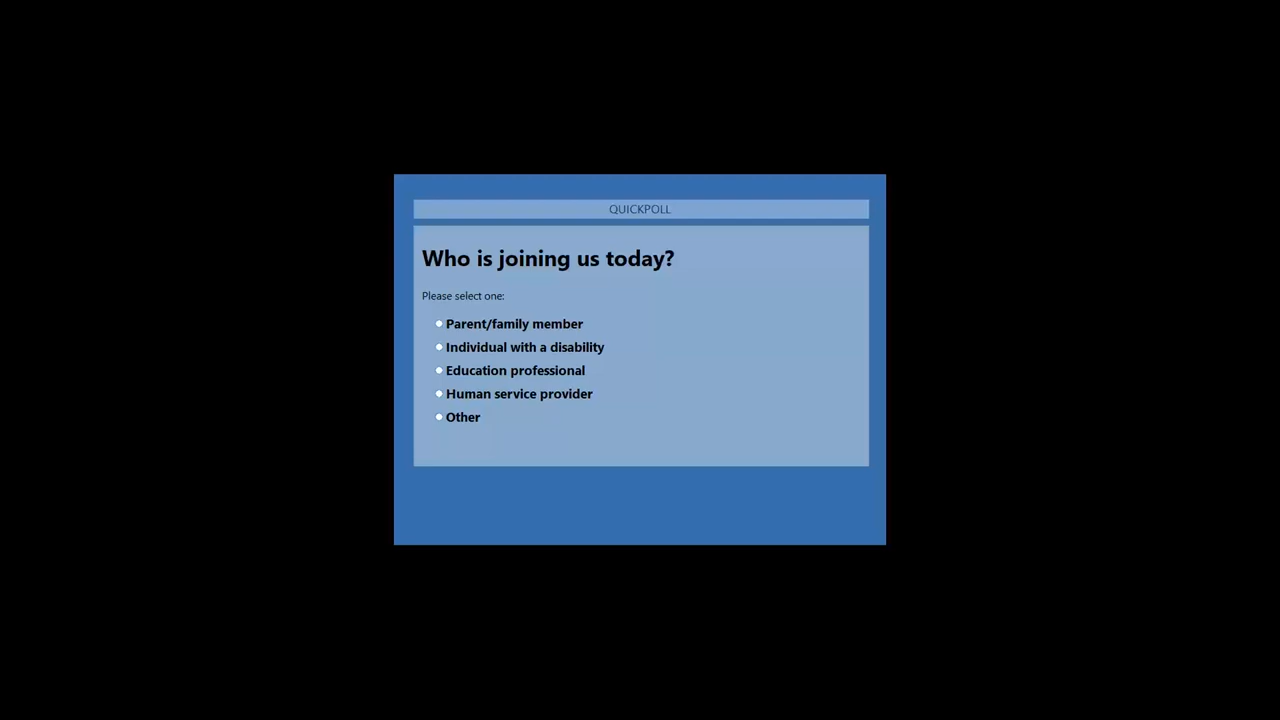 QUICKPOLL
Who is joining us today?
Please select one:
Parent/family member
Individual with a disability
Education professional
Human service provider
Other